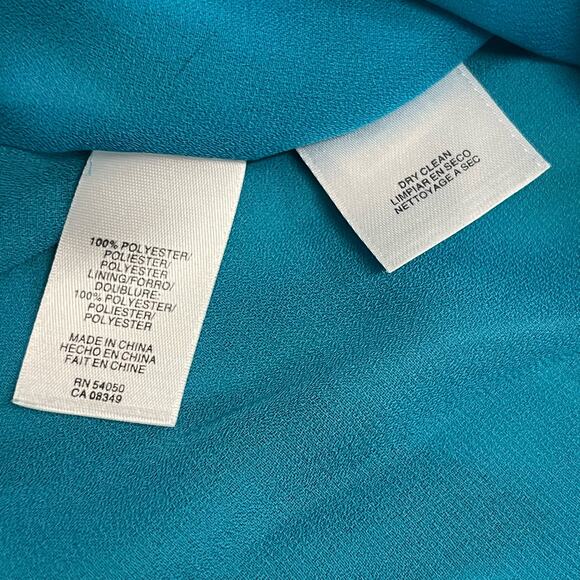 100% POLYESTER/
POLIESTER/
POLYESTER
LINING/FORRO/
DOUBLURE:
100% POLYESTER/
POLIESTER/
POLYESTER
MADE IN CHINA
HECHO EN CHINA
FAIT EN CHINE
RN 54050
CA 08349
DRY CLEAN
LIMPIAR EN SECO
NETTOYAGE A SEC